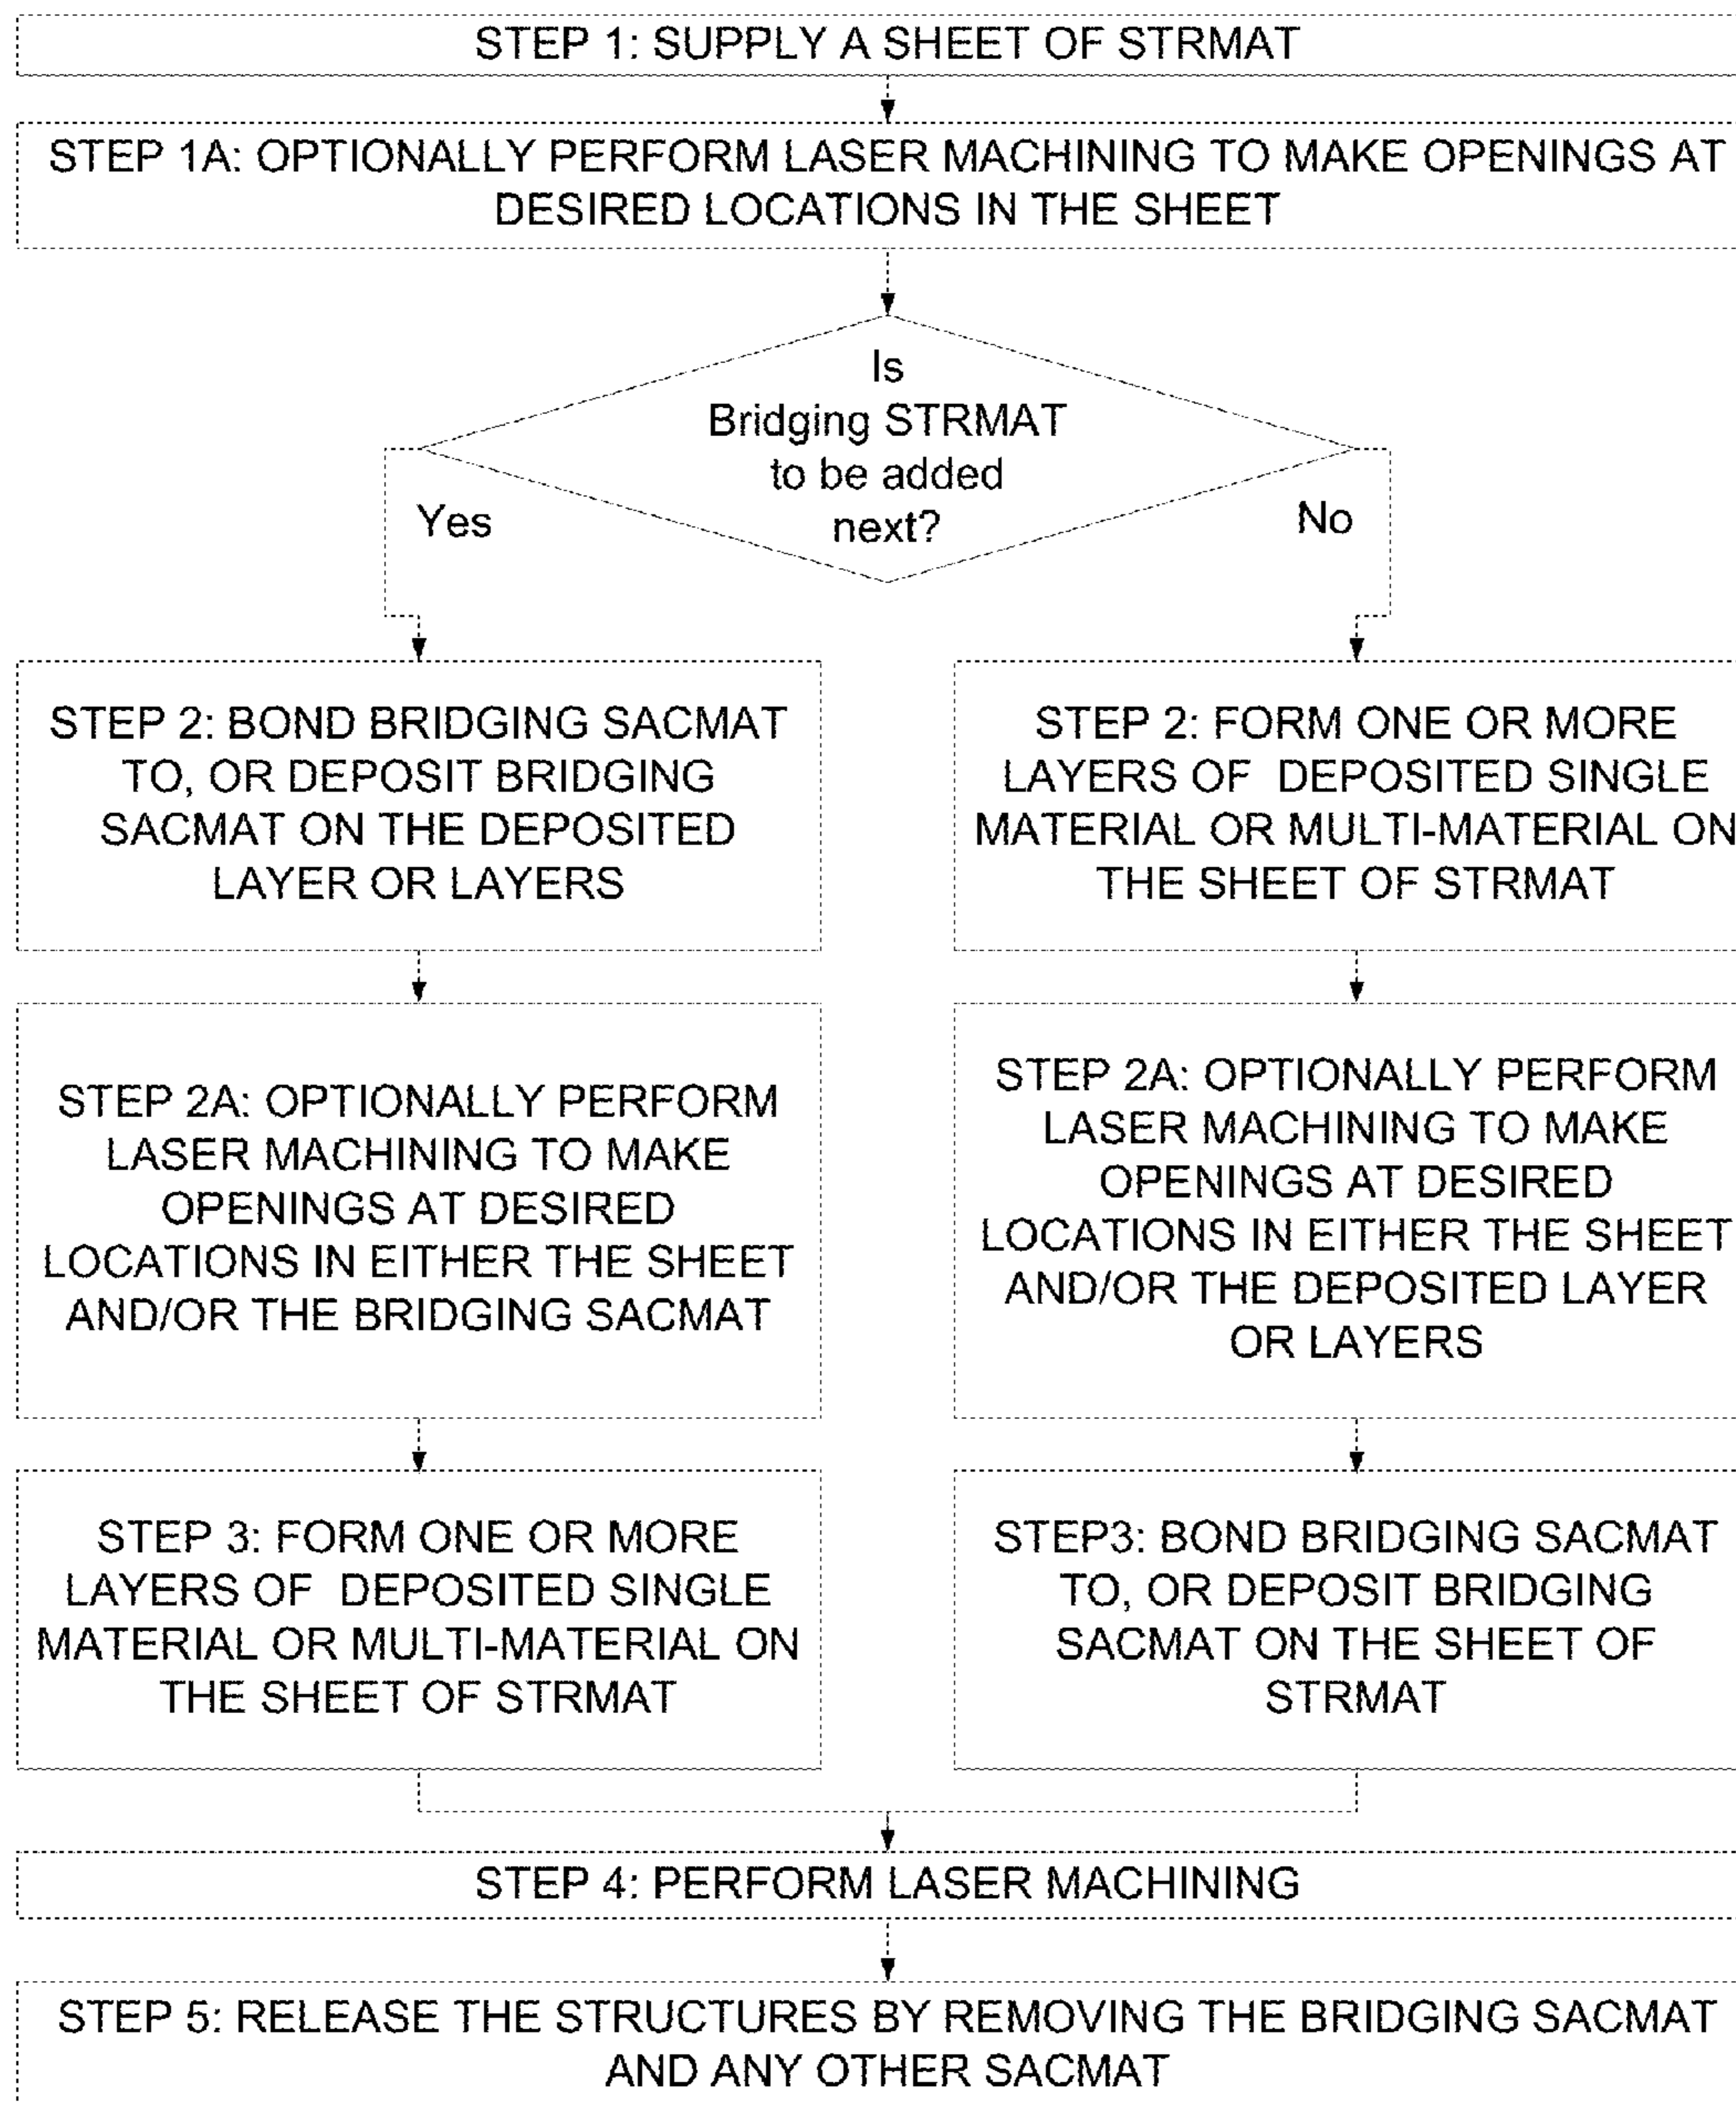 STEP 1: SUPPLY A SHEET OF STRMAT
STEP 1A: OPTIONALLY PERFORM LASER MACHINING TO MAKE OPENINGS AT
DESIRED LOCATIONS IN THE SHEET
Is
Bridging STRMAT
to be added
next?
Yes
No
STEP 2: BOND BRIDGING SACMAT
TO, OR DEPOSIT BRIDGING
SACMAT ON THE DEPOSITED
LAYER OR LAYERS
STEP 2: FORM ONE OR MORE
LAYERS OF DEPOSITED SINGLE
MATERIAL OR MULTI-MATERIAL ON
THE SHEET OF STRMAT
STEP 2A: OPTIONALLY PERFORM
LASER MACHINING TO MAKE
OPENINGS AT DESIRED
LOCATIONS IN EITHER THE SHEET
AND/OR THE BRIDGING SACMAT
STEP 2A: OPTIONALLY PERFORM
LASER MACHINING TO MAKE
OPENINGS AT DESIRED
LOCATIONS IN EITHER THE SHEET
AND/OR THE DEPOSITED LAYER
OR LAYERS
STEP 3: FORM ONE OR MORE
LAYERS OF DEPOSITED SINGLE
MATERIAL OR MULTI-MATERIAL ON
THE SHEET OF STRMAT
STEP3: BOND BRIDGING SACMAT
TO, OR DEPOSIT BRIDGING
SACMAT ON THE SHEET OF
STRMAT
STEP 4: PERFORM LASER MACHINING
STEP 5: RELEASE THE STRUCTURES BY REMOVING THE BRIDGING SACMAT
AND ANY OTHER SACMAT